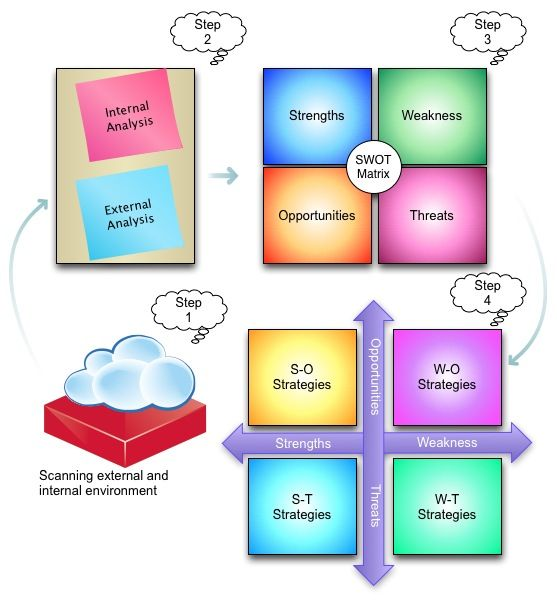 Step
2
Internal
Analysis
External
Analysis
Step
3
Strengths
Weakness
SWOT
Matrix
Opportunities
Threats
Step
1
Scanning external and
internal environment
Step
4
S-O
Strategies
W-O
Strategies
Opportunities
Strengths
Weakness
Threats
S-T
Strategies
W-T
Strategies